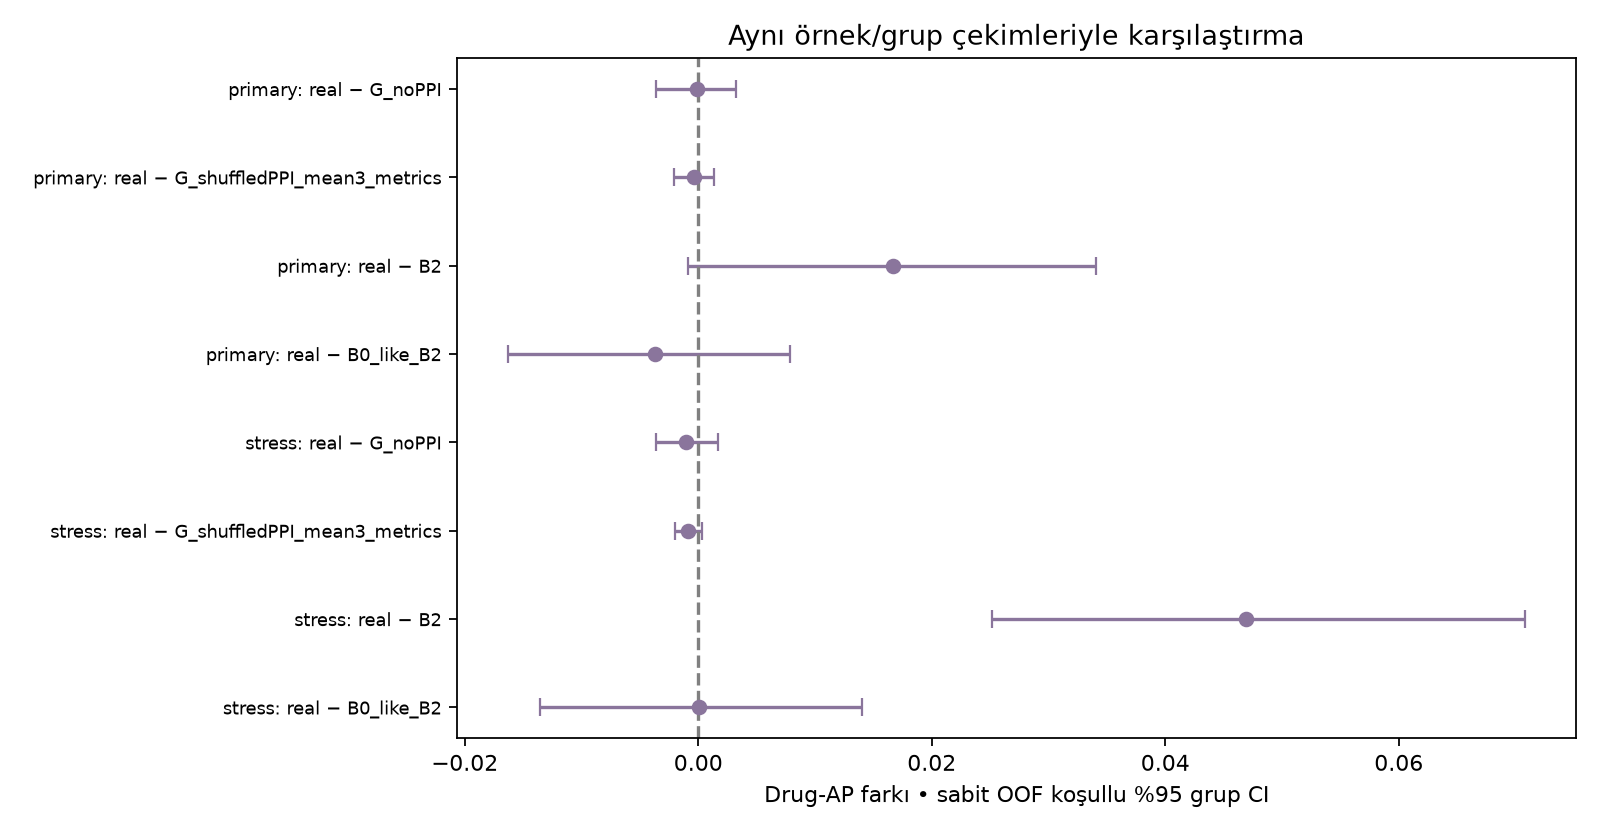 Aynı örnek/grup çekimleriyle karşılaştırma
primary: real − G_noPPI
primary: real − G_shuffledPPI_mean3_metrics
primary: real − B2
primary: real − B0_like_B2
stress: real − G_noPPI
stress: real − G_shuffledPPI_mean3_metrics
stress: real − B2
stress: real − B0_like_B2
−0.02 0.00 0.02 0.04 0.06
Drug-AP farkı • sabit OOF koşullu %95 grup CI